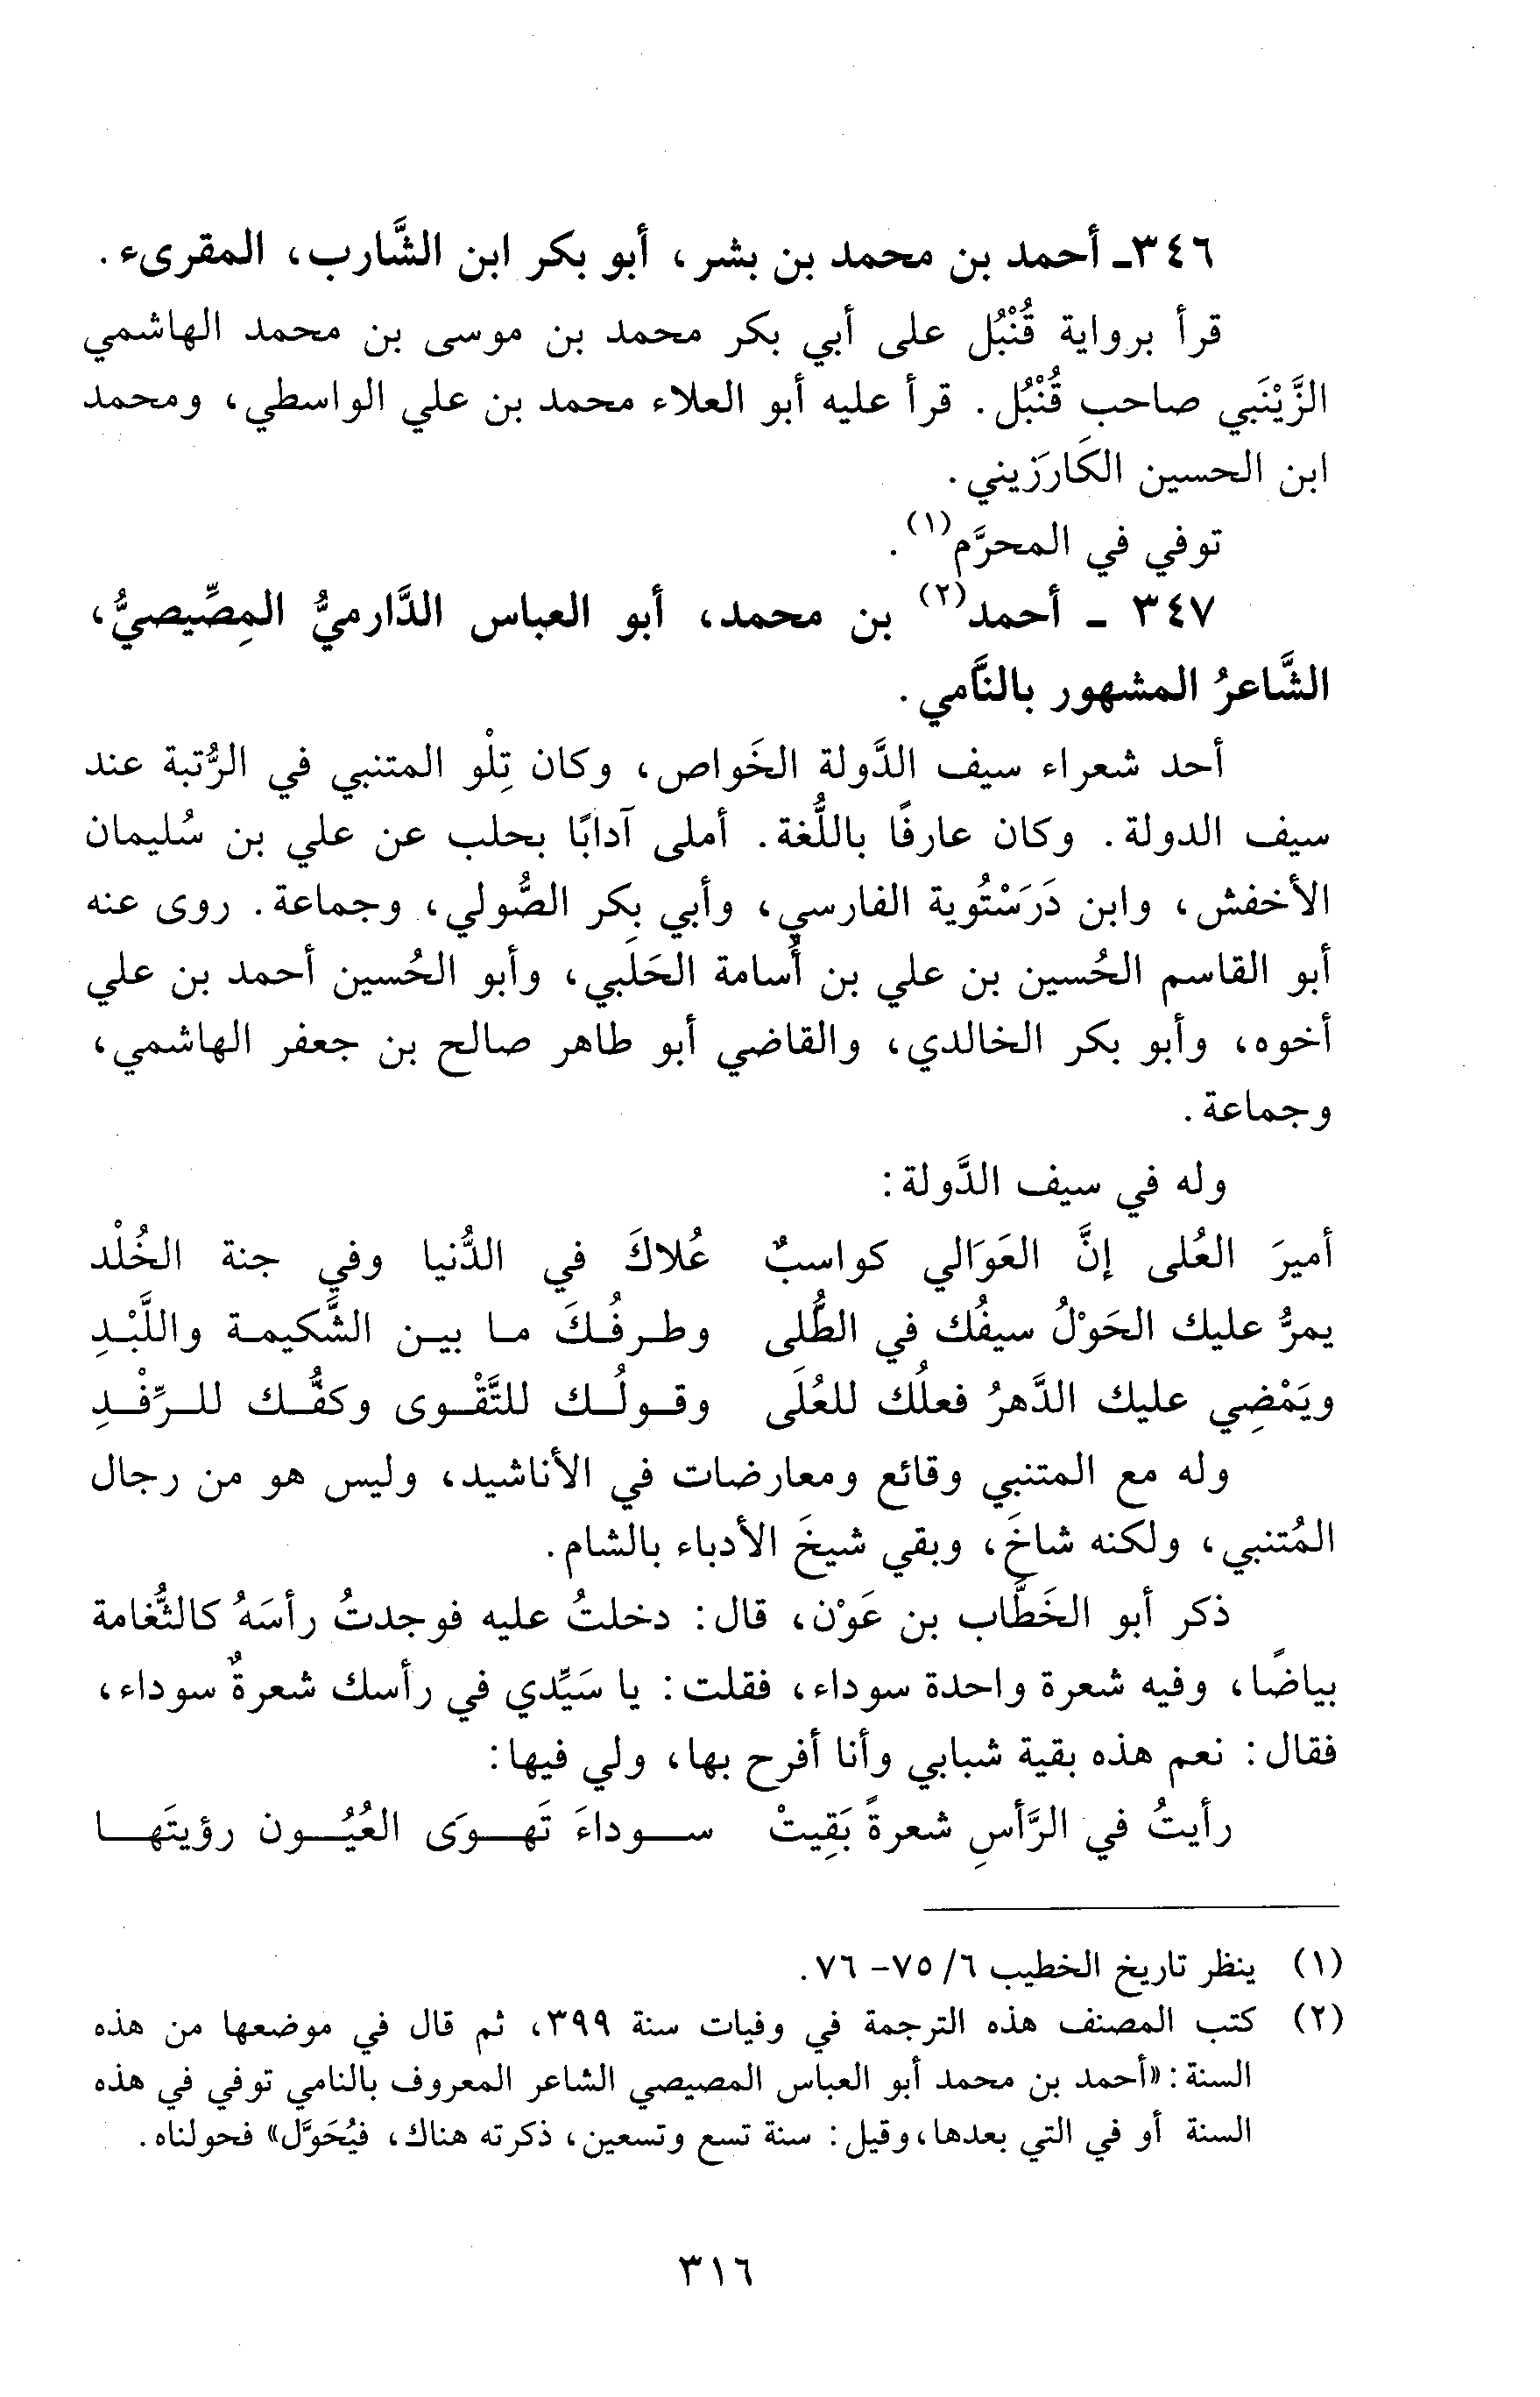 ٣٤٦ـ أحمد بن محمد بن بشر، أبو بكر ابن الشَّارب، المقرىء.
قرأ برواية قُنْبُل على أبي بكر محمد بن موسى بن محمد الهاشمي
الزَّيْنَبي صاحب قُنْبُل. قرأ عليه أبو العلاء محمد بن علي الواسطي، ومحمد
ابن الحسين الكَارَزيني.
توفي في المحرَّم(١).
٣٤٧ - أحمد(٢) بن محمد، أبو العباس الدَّارميُّ المِصِّيصيُّ،
الشَّاعرُ المشهور بالنَّامي.
أحد شعراء سيف الدَّولة الخَواص، وكان تِلْو المتنبي في الرُّتبة عند
سيف الدولة. وكان عارفًا باللُّغة. أملى آدابًا بحلب عن علي بن سُليمان
الأخفش، وابن دَرَسْتُوية الفارسي، وأبي بكر الصُّولي، وجماعة. روى عنه
أبو القاسم الحُسين بن علي بن أُسامة الحَلَبي، وأبو الحُسين أحمد بن علي
أخوه، وأبو بكر الخالدي، والقاضي أبو طاهر صالح بن جعفر الهاشمي،
وجماعة.
وله في سيف الدَّولة:
أميرَ العُلى إنَّ العَوَالي كواسبٌ عُلاكَ في الدُّنيا وفي جنة الخُلْد
يمرُّ عليك الحَوْلُ سيفُك في الطُّلى وطرفُكَ ما بين الشَّكيمة واللَّبْدِ
ويَمْضِي عليك الدَّهرُ فعلُك للعُلَى وقولُك للتَّقْوى وكفُّك للرِّفْدِ
وله مع المتنبي وقائع ومعارضات في الأناشيد، وليس هو من رجال
المُتنبي، ولكنه شاخَ، وبقي شيخَ الأدباء بالشام.
ذكر أبو الخَطَّاب بن عَوْن، قال: دخلتُ عليه فوجدتُ رأسَهُ كالثُّغامة
بياضًا، وفيه شعرة واحدة سوداء، فقلت: يا سَيِّدي في رأسك شعرةٌ سوداء،
فقال: نعم هذه بقية شبابي وأنا أفرح بها، ولي فيها:
رأيتُ في الرَّأسِ شعرةً بَقِيتْ سوداءَ تَهوَى العُيُون رؤيتَها
(١) ينظر تاريخ الخطيب ٦/ ٧٥- ٧٦.
(٢) كتب المصنف هذه الترجمة في وفيات سنة ٣٩٩، ثم قال في موضعها من هذه
السنة: «أحمد بن محمد أبو العباس المصيصي الشاعر المعروف بالنامي توفي في هذه
السنة أو في التي بعدها، وقيل: سنة تسع وتسعين، ذكرته هناك، فيُحَوَّل» فحولناه.
٣١٦